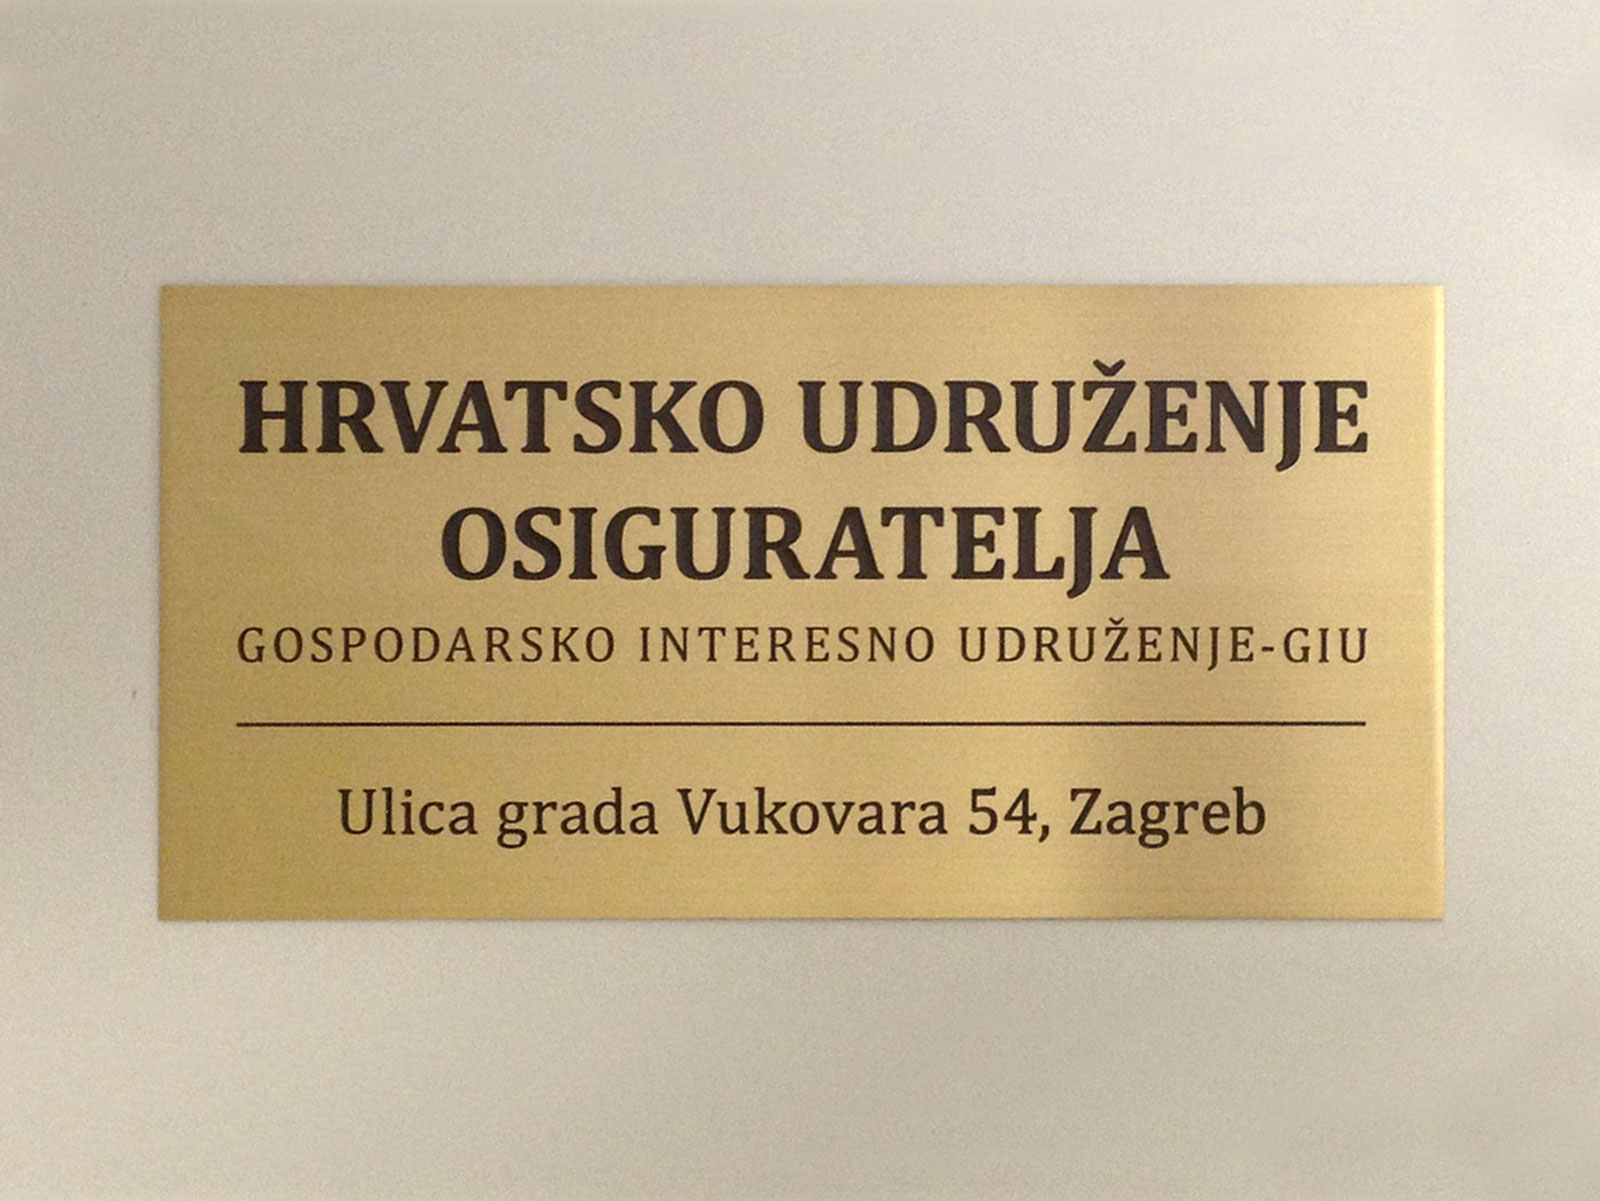 HRVATSKO UDRUŽENJE
OSIGURATELJA
GOSPODARSKO INTERESNO UDRUŽENJE-GIU
Ulica grada Vukovara 54, Zagreb